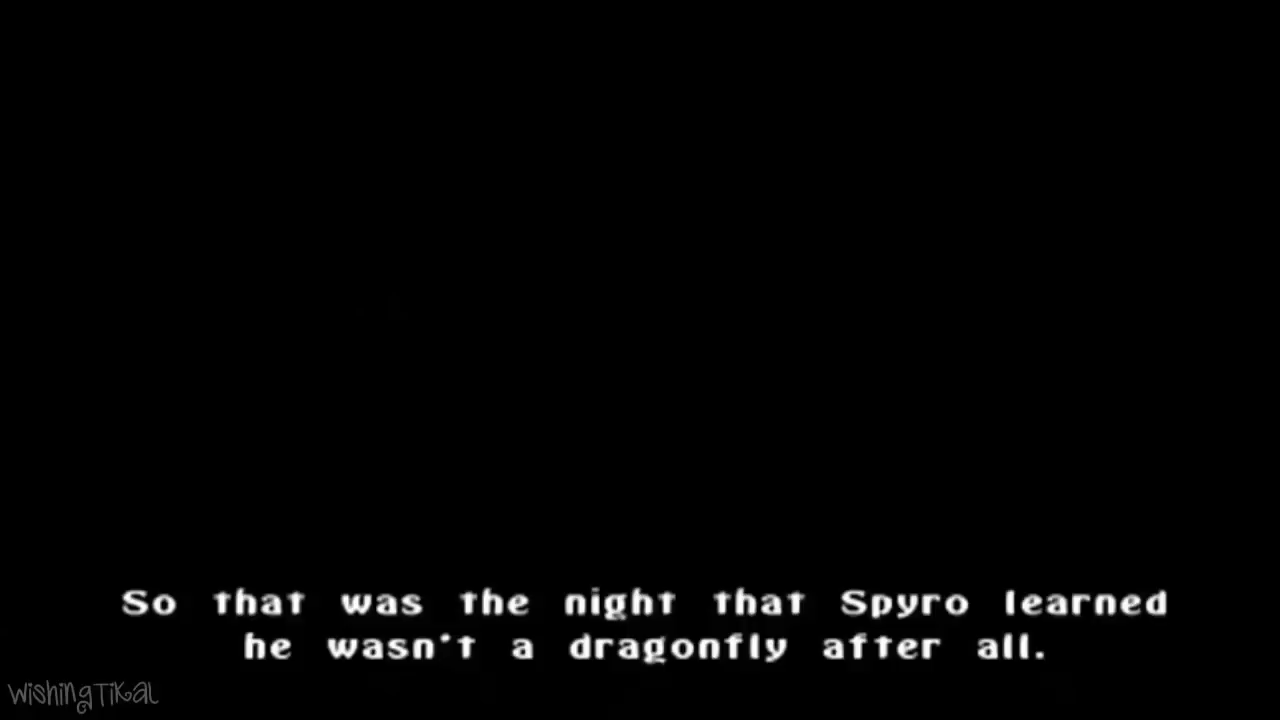 So that was the night that Spyro learned
he wasn't a dragonfly after all.
WishingTikal